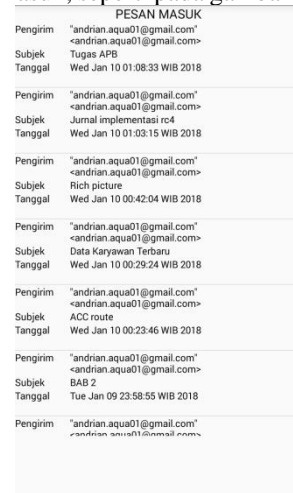 PESAN MASUK
Pengirim "andrian.aqua01@gmail.com"
<andrian.aqua01@gmail.com>
Subjek Tugas APB
Tanggal Wed Jan 10 01:08:33 WIB 2018
Pengirim "andrian.aqua01@gmail.com"
<andrian.aqua01@gmail.com>
Subjek Jurnal implementasi rc4
Tanggal Wed Jan 10 01:03:15 WIB 2018
Pengirim "andrian.aqua01@gmail.com"
<andrian.aqua01@gmail.com>
Subjek Rich picture
Tanggal Wed Jan 10 00:42:04 WIB 2018
Pengirim "andrian.aqua01@gmail.com"
<andrian.aqua01@gmail.com>
Subjek Data Karyawan Terbaru
Tanggal Wed Jan 10 00:29:24 WIB 2018
Pengirim "andrian.aqua01@gmail.com"
<andrian.aqua01@gmail.com>
Subjek ACC route
Tanggal Wed Jan 10 00:23:46 WIB 2018
Pengirim "andrian.aqua01@gmail.com"
<andrian.aqua01@gmail.com>
Subjek BAB 2
Tanggal Tue Jan 09 23:58:55 WIB 2018
Pengirim "andrian.aqua01@gmail.com"
<andrian.aqua01@gmail.com>